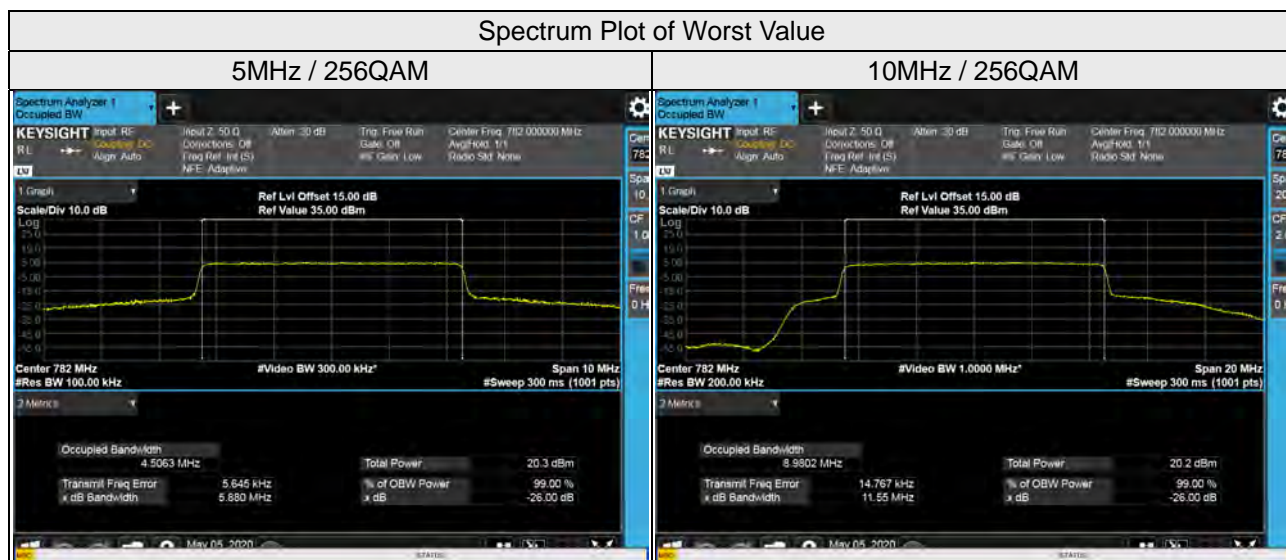 Spectrum Plot of Worst Value
5MHz / 256QAM
10MHz / 256QAM
Spectrum Analyzer 1
Occupied BW
+
KEYSIGHT Input: RF
RL
Coupling: DC
Align: Auto
Input Z: 50 Ω
Corrections: Off
Freq Ref: Int (S)
NFE: Adaptive
Atten: 30 dB
Trig: Free Run
Gate: Off
#IF Gain: Low
Center Freq: 782.000000 MHz
Avg|Hold: 1/1
Radio Std: None
1 Graph
Scale/Div 10.0 dB
Ref Lvl Offset 15.00 dB
Ref Value 35.00 dBm
Log
Center 782 MHz
#Res BW 100.00 kHz
#Video BW 300.00 kHz*
Span 10 MHz
#Sweep 300 ms (1001 pts)
2 Metrics
Occupied Bandwidth
4.5063 MHz
Total Power 20.3 dBm
Transmit Freq Error 5.645 kHz
% of OBW Power 99.00 %
x dB Bandwidth 5.880 MHz
x dB -26.00 dB
May 05, 2020
MSG
STATUS
Spectrum Analyzer 1
Occupied BW
+
KEYSIGHT Input: RF
RL
Coupling: DC
Align: Auto
Input Z: 50 Ω
Corrections: Off
Freq Ref: Int (S)
NFE: Adaptive
Atten: 30 dB
Trig: Free Run
Gate: Off
#IF Gain: Low
Center Freq: 782.000000 MHz
Avg|Hold: 1/1
Radio Std: None
1 Graph
Scale/Div 10.0 dB
Ref Lvl Offset 15.00 dB
Ref Value 35.00 dBm
Log
Center 782 MHz
#Res BW 200.00 kHz
#Video BW 1.0000 MHz*
Span 20 MHz
#Sweep 300 ms (1001 pts)
2 Metrics
Occupied Bandwidth
8.9802 MHz
Total Power 20.2 dBm
Transmit Freq Error 14.767 kHz
% of OBW Power 99.00 %
x dB Bandwidth 11.55 MHz
x dB -26.00 dB
May 05, 2020
MSG
STATUS